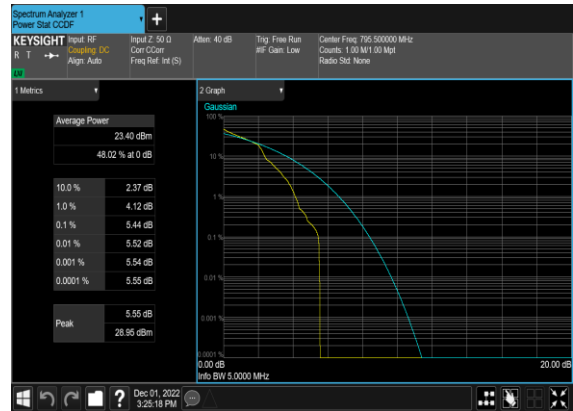 Spectrum Analyzer 1
Power Stat CCDF
KEYSIGHT
R T
LV
Input: RF
Coupling: DC
Align: Auto
Input Z: 50 Ω
Corr CCorr
Freq Ref: Int (S)
Atten: 40 dB
Trig: Free Run
#IF Gain: Low
Center Freq: 795.500000 MHz
Counts: 1.00 M/1.00 Mpt
Radio Std: None
1 Metrics
Average Power
23.40 dBm
48.02 % at 0 dB
10.0 % 2.37 dB
1.0 % 4.12 dB
0.1 % 5.44 dB
0.01 % 5.52 dB
0.001 % 5.54 dB
0.0001 % 5.55 dB
Peak
5.55 dB
28.95 dBm
2 Graph
Gaussian
100 %
10 %
1 %
0.1 %
0.01 %
0.001 %
0.0001 %
0.00 dB 20.00 dB
Info BW 5.0000 MHz
?
Dec 01, 2022
3:25:18 PM